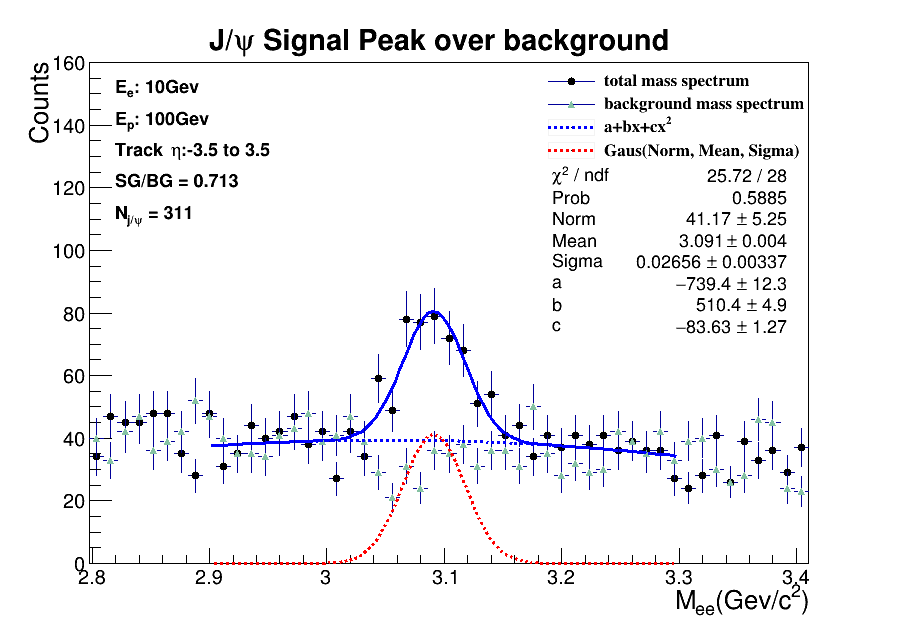 J/ψ Signal Peak over background
Counts
160
140
120
100
80
60
40
20
0
E_e: 10Gev
E_p: 100Gev
Track η:-3.5 to 3.5
SG/BG = 0.713
N_j/ψ = 311
total mass spectrum
background mass spectrum
a+bx+cx²
Gaus(Norm, Mean, Sigma)
χ² / ndf 25.72 / 28
Prob 0.5885
Norm 41.17 ± 5.25
Mean 3.091 ± 0.004
Sigma 0.02656 ± 0.00337
a −739.4 ± 12.3
b 510.4 ± 4.9
c −83.63 ± 1.27
2.8 2.9 3 3.1 3.2 3.3 3.4
M_ee(Gev/c²)